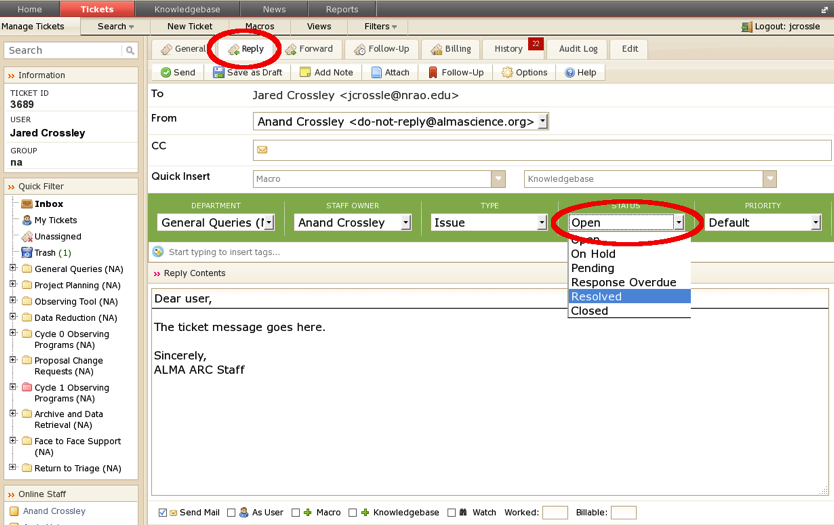 Home Tickets Knowledgebase News Reports
Manage Tickets Search New Ticket Macros Views Filters Logout: jcrossle
Search
Information
TICKET ID
3689
USER
Jared Crossley
GROUP
na
Quick Filter
Inbox
My Tickets
Unassigned
Trash (1)
General Queries (NA)
Project Planning (NA)
Observing Tool (NA)
Data Reduction (NA)
Cycle 0 Observing
Programs (NA)
Proposal Change
Requests (NA)
Cycle 1 Observing
Programs (NA)
Archive and Data
Retrieval (NA)
Face to Face Support
(NA)
Return to Triage (NA)
Online Staff
Anand Crossley
General Reply Forward Follow-Up Billing History 22 Audit Log Edit
Send Save as Draft Add Note Attach Follow-Up Options Help
To Jared Crossley <jcrossle@nrao.edu>
From Anand Crossley <do-not-reply@almascience.org>
CC
Quick Insert Macro Knowledgebase
DEPARTMENT STAFF OWNER TYPE STATUS PRIORITY
General Queries (N Anand Crossley Issue Open Default
Open
On Hold
Pending
Response Overdue
Resolved
Closed
Start typing to insert tags...
Reply Contents
Dear user,
The ticket message goes here.
Sincerely,
ALMA ARC Staff
Send Mail As User Macro Knowledgebase Watch Worked: Billable: